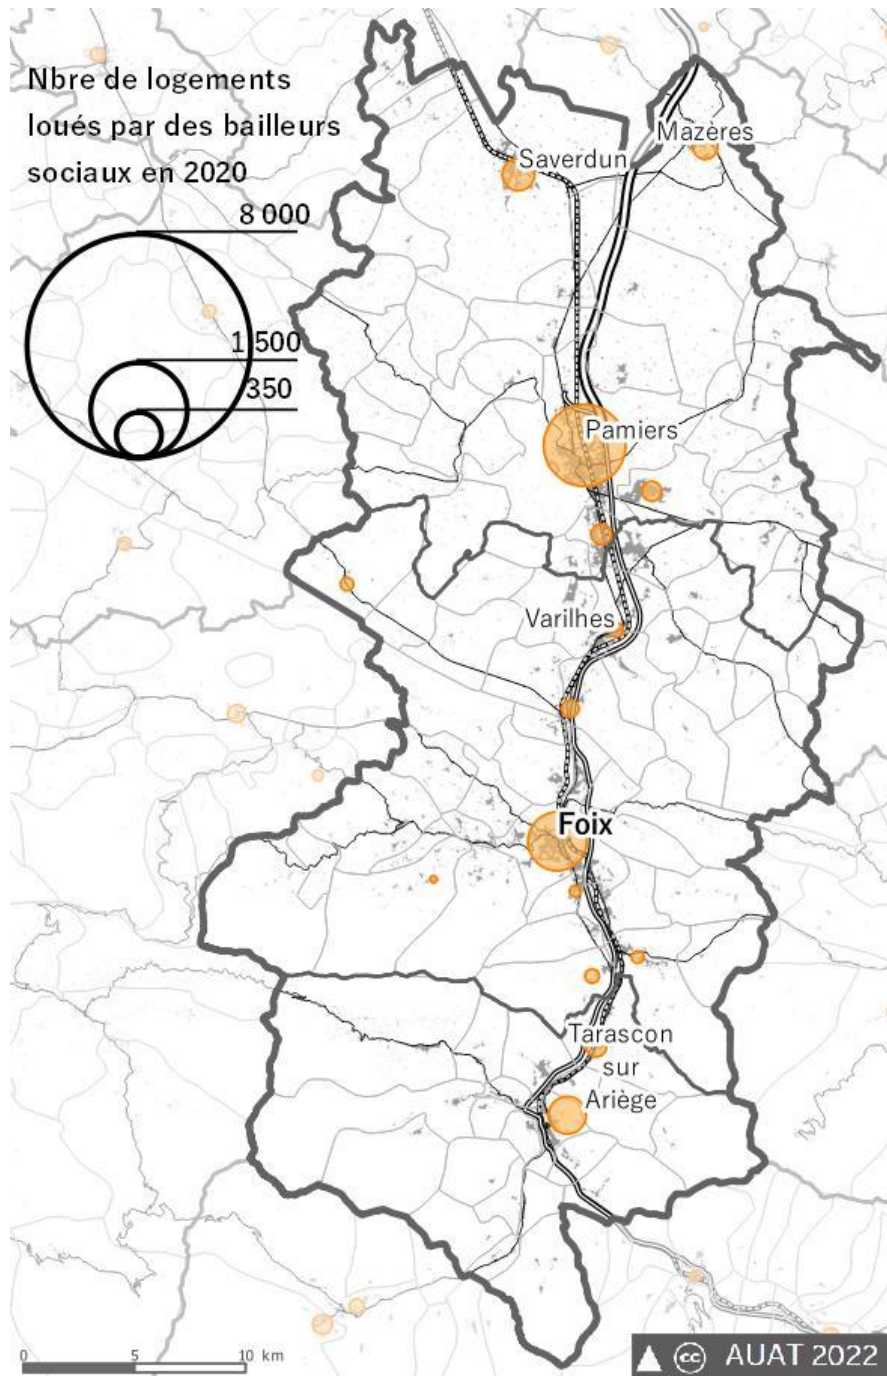 Nbre de logements
loués par des bailleurs
sociaux en 2020
8 000
1 500
350
Mazères
Saverdun
Pamiers
Varilhes
Foix
Tarascon
sur
Ariège
0 5 10 km
cc AUAT 2022